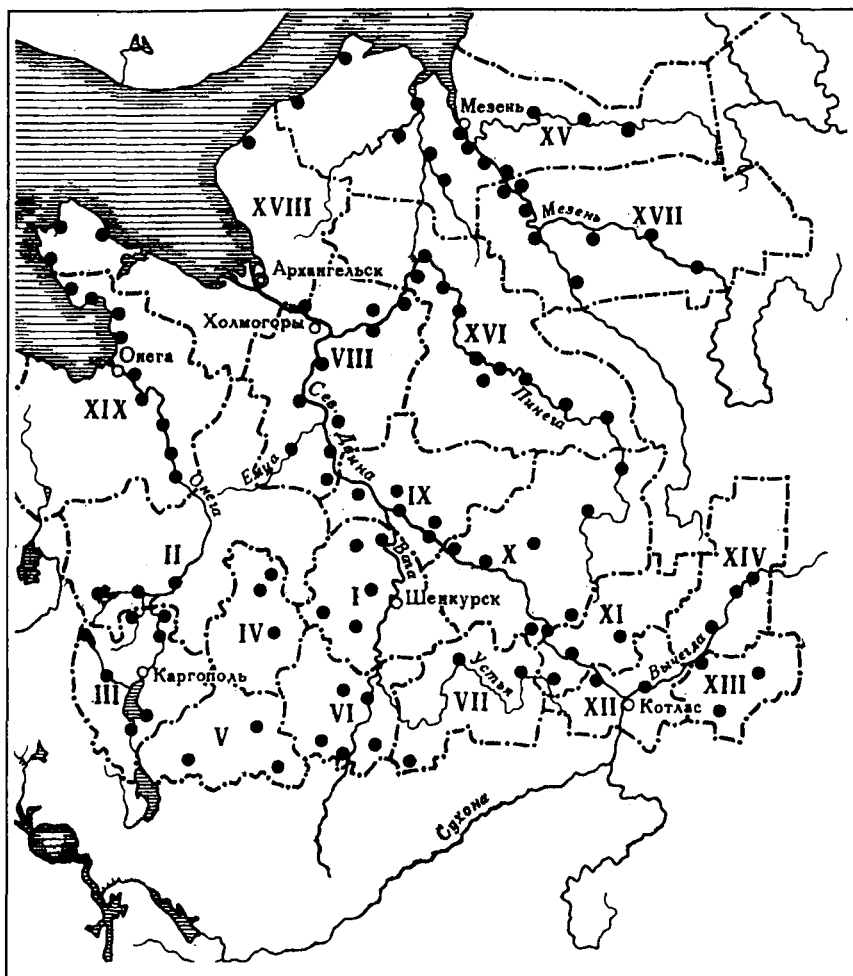 Мезень
XV
XVIII
Мезень
XVII
Архангельск
Холмогоры
VIII
XVI
Онега
XIX
Сев. Двина
Пинега
Емца
Онега
IX
X
XIV
II
Вага
I
Шенкурск
XI
IV
Вычегда
Каргополь
III
Устья
VII
XIII
VI
V
XII
Котлас
Сухона